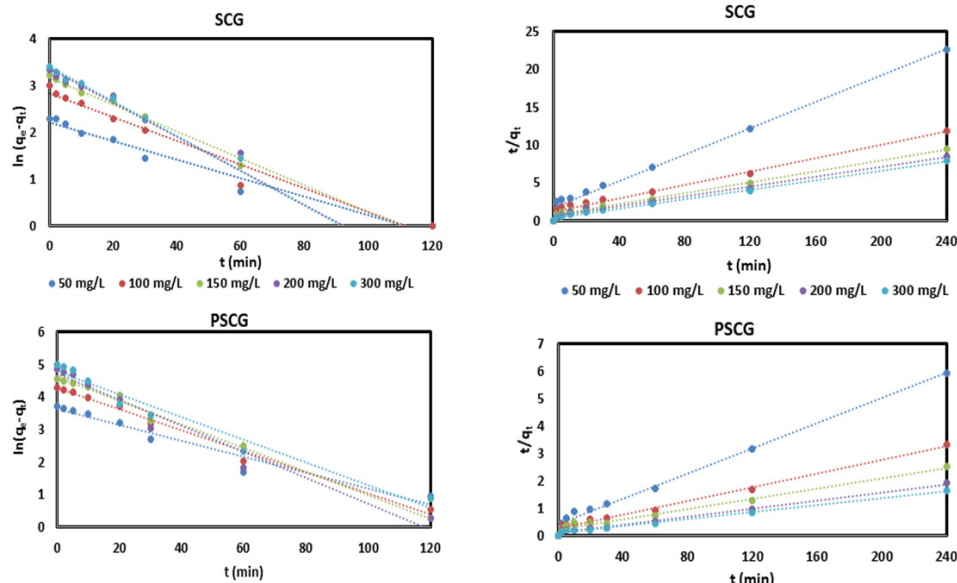 SCG
4
3
2
1
0
ln (qe-qt)
0 20 40 60 80 100 120
t (min)
50 mg/L 100 mg/L 150 mg/L 200 mg/L 300 mg/L
SCG
25
20
15
10
5
0
t/qt
0 40 80 120 160 200 240
t (min)
50 mg/L 100 mg/L 150 mg/L 200 mg/L 300 mg/L
PSCG
6
5
4
3
2
1
0
ln(qe-qt)
0 20 40 60 80 100 120
t (min)
PSCG
7
6
5
4
3
2
1
0
t/qt
0 40 80 120 160 200 240
t (min)